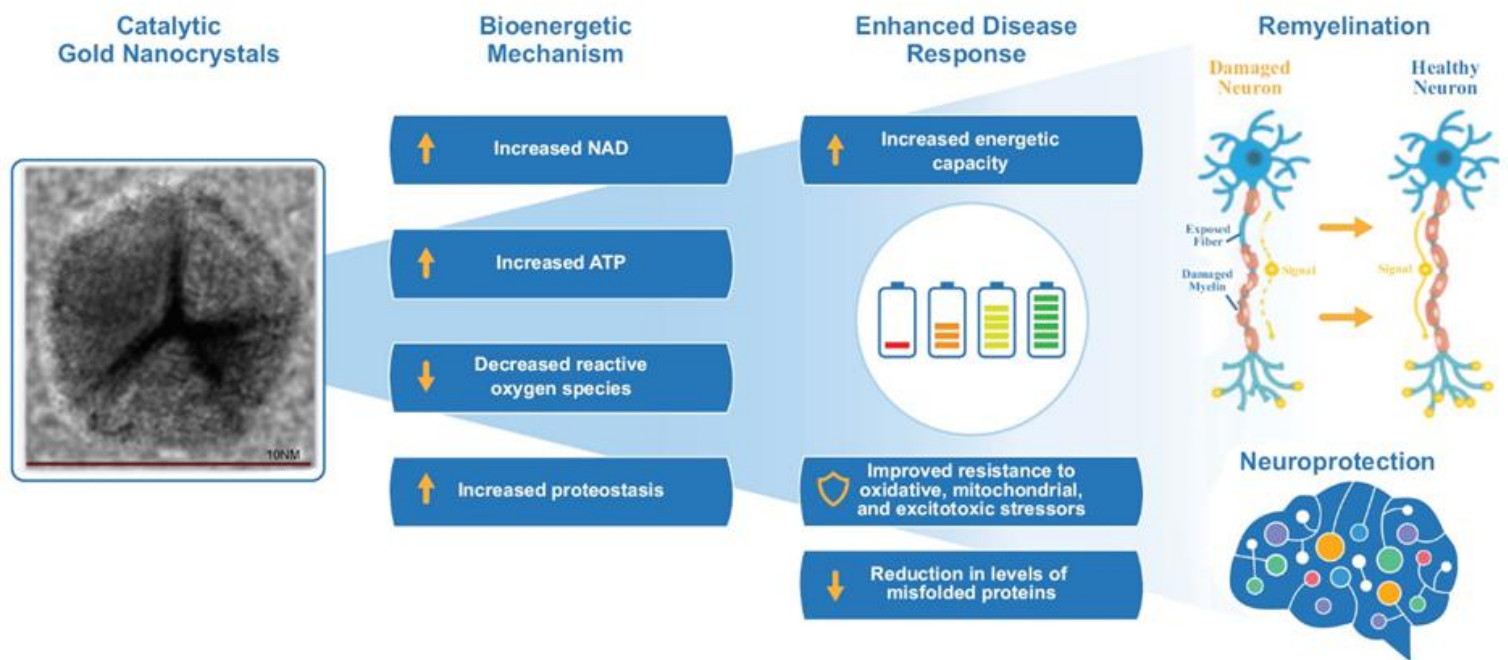 Catalytic
Gold Nanocrystals
10NM
Bioenergetic
Mechanism
Increased NAD
Increased ATP
Decreased reactive
oxygen species
Increased proteostasis
Enhanced Disease
Response
Increased energetic
capacity
Improved resistance to
oxidative, mitochondrial,
and excitotoxic stressors
Reduction in levels of
misfolded proteins
Remyelination
Damaged
Neuron
Healthy
Neuron
Exposed
Fiber
Damaged
Myelin
Signal
Signal
Neuroprotection